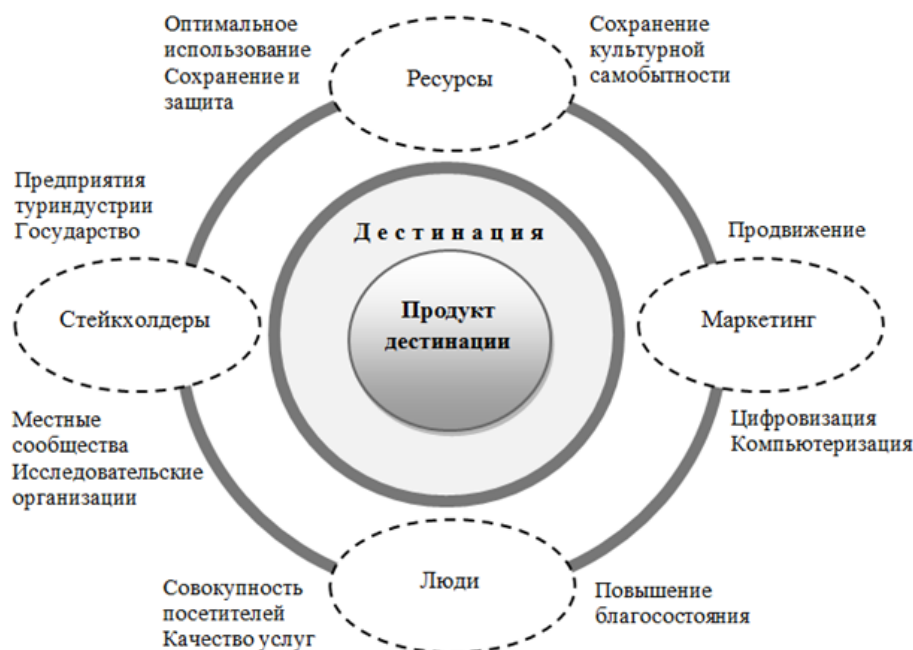 Оптимальное
использование
Сохранение и
защита
Ресурсы
Сохранение
культурной
самобытности
Предприятия
туриндустрии
Государство
Дестинация
Продвижение
Стейкхолдеры
Продукт
дестинации
Маркетинг
Местные
сообщества
Исследовательские
организации
Цифровизация
Компьютеризация
Совокупность
посетителей
Качество услуг
Люди
Повышение
благосостояния